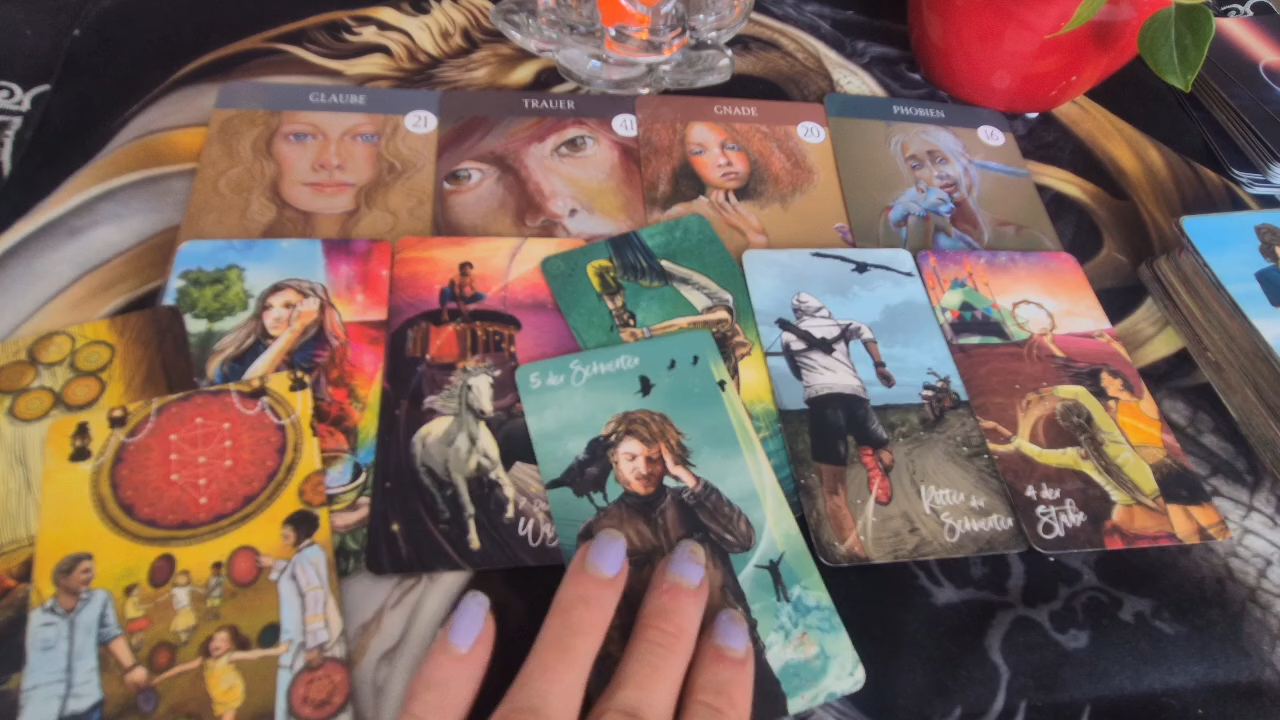 GLAUBE
21
TRAUER
41
GNADE
20
PHOBIEN
16
5 der Schwerter
Ritter der
Schwerter
4 der
Stäbe